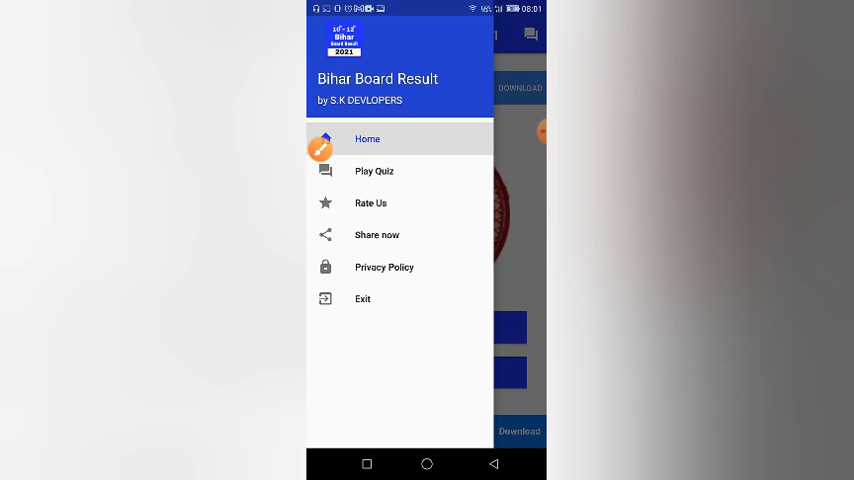 08:01
10th-12th
Bihar
Board Result
2021
1
Bihar Board Result
by S.K DEVLOPERS
DOWNLOAD
Home
Play Quiz
Rate Us
Share now
Privacy Policy
Exit
Download